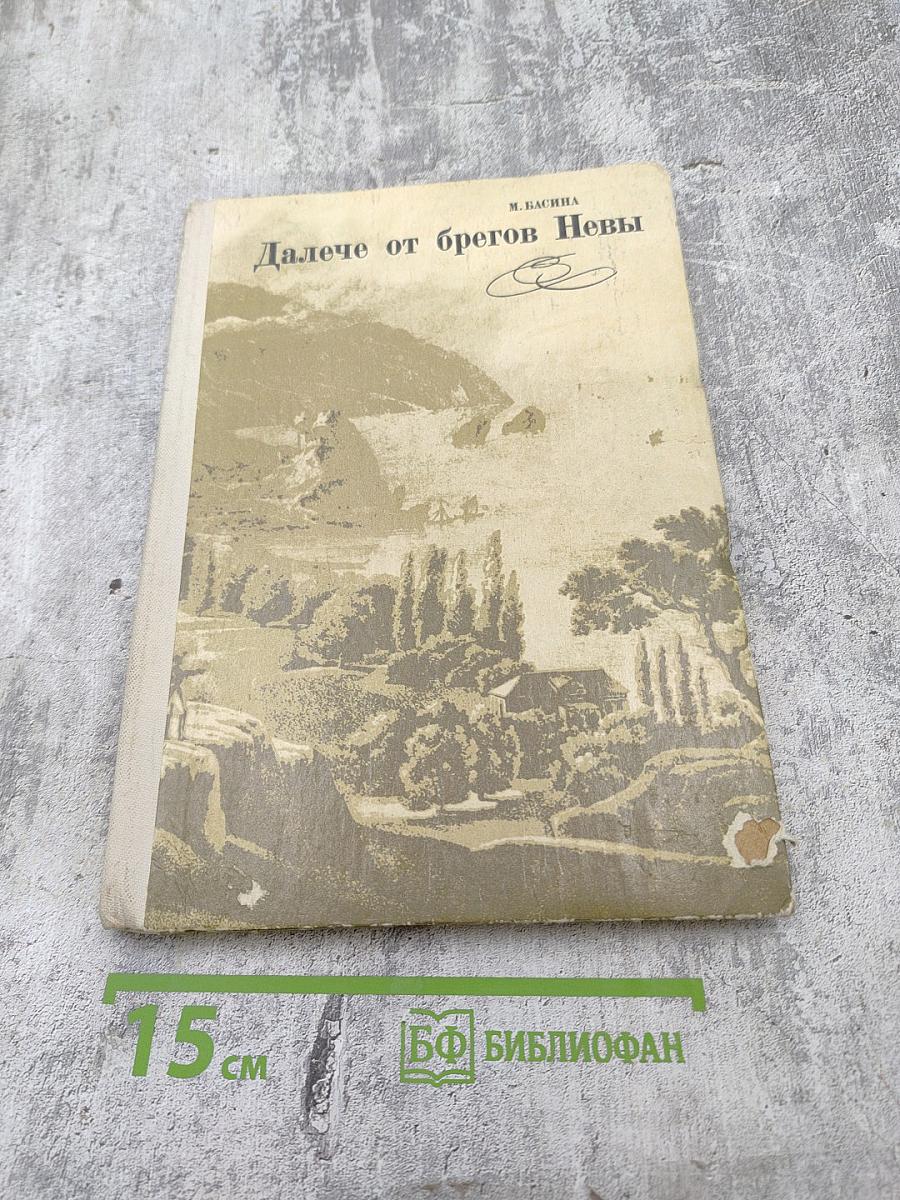 М. БАСИНА
Далече от брегов Невы
15 см
БФ БИБЛИОФАН